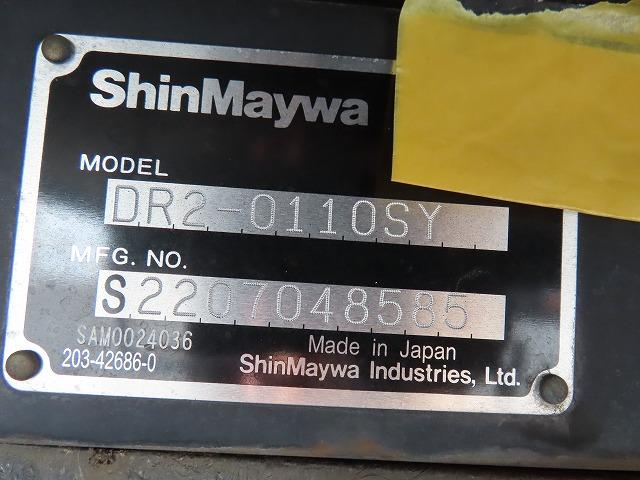 ShinMaywa
MODEL
DR2-0110SY
MFG. NO.
S2207048585
SAM0024036
203-42686-0
Made in Japan
ShinMaywa Industries, Ltd.